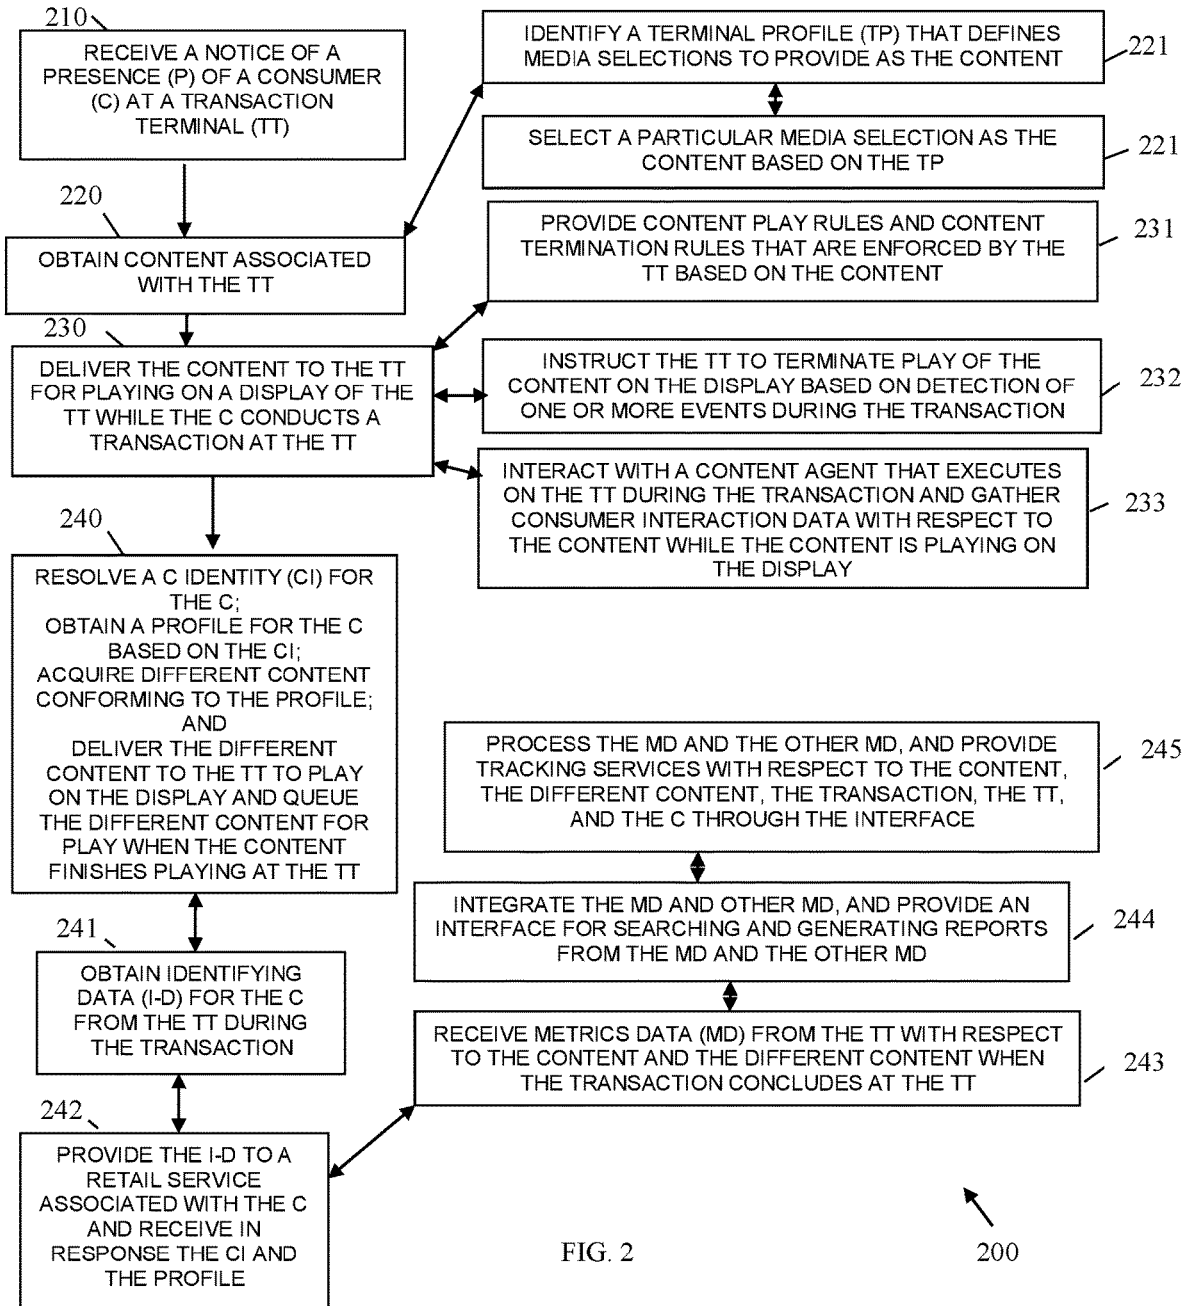 210
RECEIVE A NOTICE OF A
PRESENCE (P) OF A CONSUMER
(C) AT A TRANSACTION
TERMINAL (TT)
220
OBTAIN CONTENT ASSOCIATED
WITH THE TT
230
DELIVER THE CONTENT TO THE TT
FOR PLAYING ON A DISPLAY OF THE
TT WHILE THE C CONDUCTS A
TRANSACTION AT THE TT
IDENTIFY A TERMINAL PROFILE (TP) THAT DEFINES
MEDIA SELECTIONS TO PROVIDE AS THE CONTENT
221
SELECT A PARTICULAR MEDIA SELECTION AS THE
CONTENT BASED ON THE TP
221
PROVIDE CONTENT PLAY RULES AND CONTENT
TERMINATION RULES THAT ARE ENFORCED BY THE
TT BASED ON THE CONTENT
231
INSTRUCT THE TT TO TERMINATE PLAY OF THE
CONTENT ON THE DISPLAY BASED ON DETECTION OF
ONE OR MORE EVENTS DURING THE TRANSACTION
232
INTERACT WITH A CONTENT AGENT THAT EXECUTES
ON THE TT DURING THE TRANSACTION AND GATHER
CONSUMER INTERACTION DATA WITH RESPECT TO
THE CONTENT WHILE THE CONTENT IS PLAYING ON
THE DISPLAY
233
240
RESOLVE A C IDENTITY (CI) FOR
THE C;
OBTAIN A PROFILE FOR THE C
BASED ON THE CI;
ACQUIRE DIFFERENT CONTENT
CONFORMING TO THE PROFILE;
AND
DELIVER THE DIFFERENT
CONTENT TO THE TT TO PLAY
ON THE DISPLAY AND QUEUE
THE DIFFERENT CONTENT FOR
PLAY WHEN THE CONTENT
FINISHES PLAYING AT THE TT
241
OBTAIN IDENTIFYING
DATA (I-D) FOR THE C
FROM THE TT DURING
THE TRANSACTION
242
PROVIDE THE I-D TO A
RETAIL SERVICE
ASSOCIATED WITH THE C
AND RECEIVE IN
RESPONSE THE CI AND
THE PROFILE
PROCESS THE MD AND THE OTHER MD, AND PROVIDE
TRACKING SERVICES WITH RESPECT TO THE CONTENT,
THE DIFFERENT CONTENT, THE TRANSACTION, THE TT,
AND THE C THROUGH THE INTERFACE
245
INTEGRATE THE MD AND OTHER MD, AND PROVIDE AN
INTERFACE FOR SEARCHING AND GENERATING REPORTS
FROM THE MD AND THE OTHER MD
244
RECEIVE METRICS DATA (MD) FROM THE TT WITH RESPECT
TO THE CONTENT AND THE DIFFERENT CONTENT WHEN
THE TRANSACTION CONCLUDES AT THE TT
243
FIG. 2
200